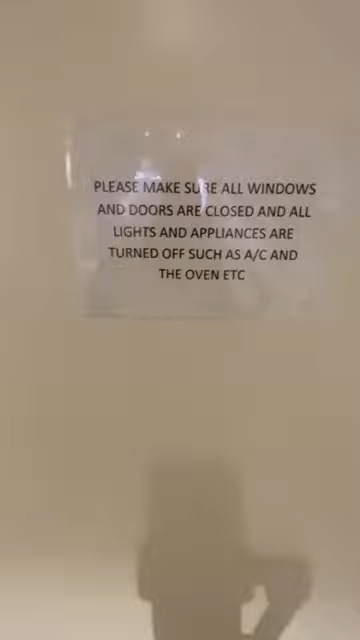 PLEASE MAKE SURE ALL WINDOWS
AND DOORS ARE CLOSED AND ALL
LIGHTS AND APPLIANCES ARE
TURNED OFF SUCH AS A/C AND
THE OVEN ETC